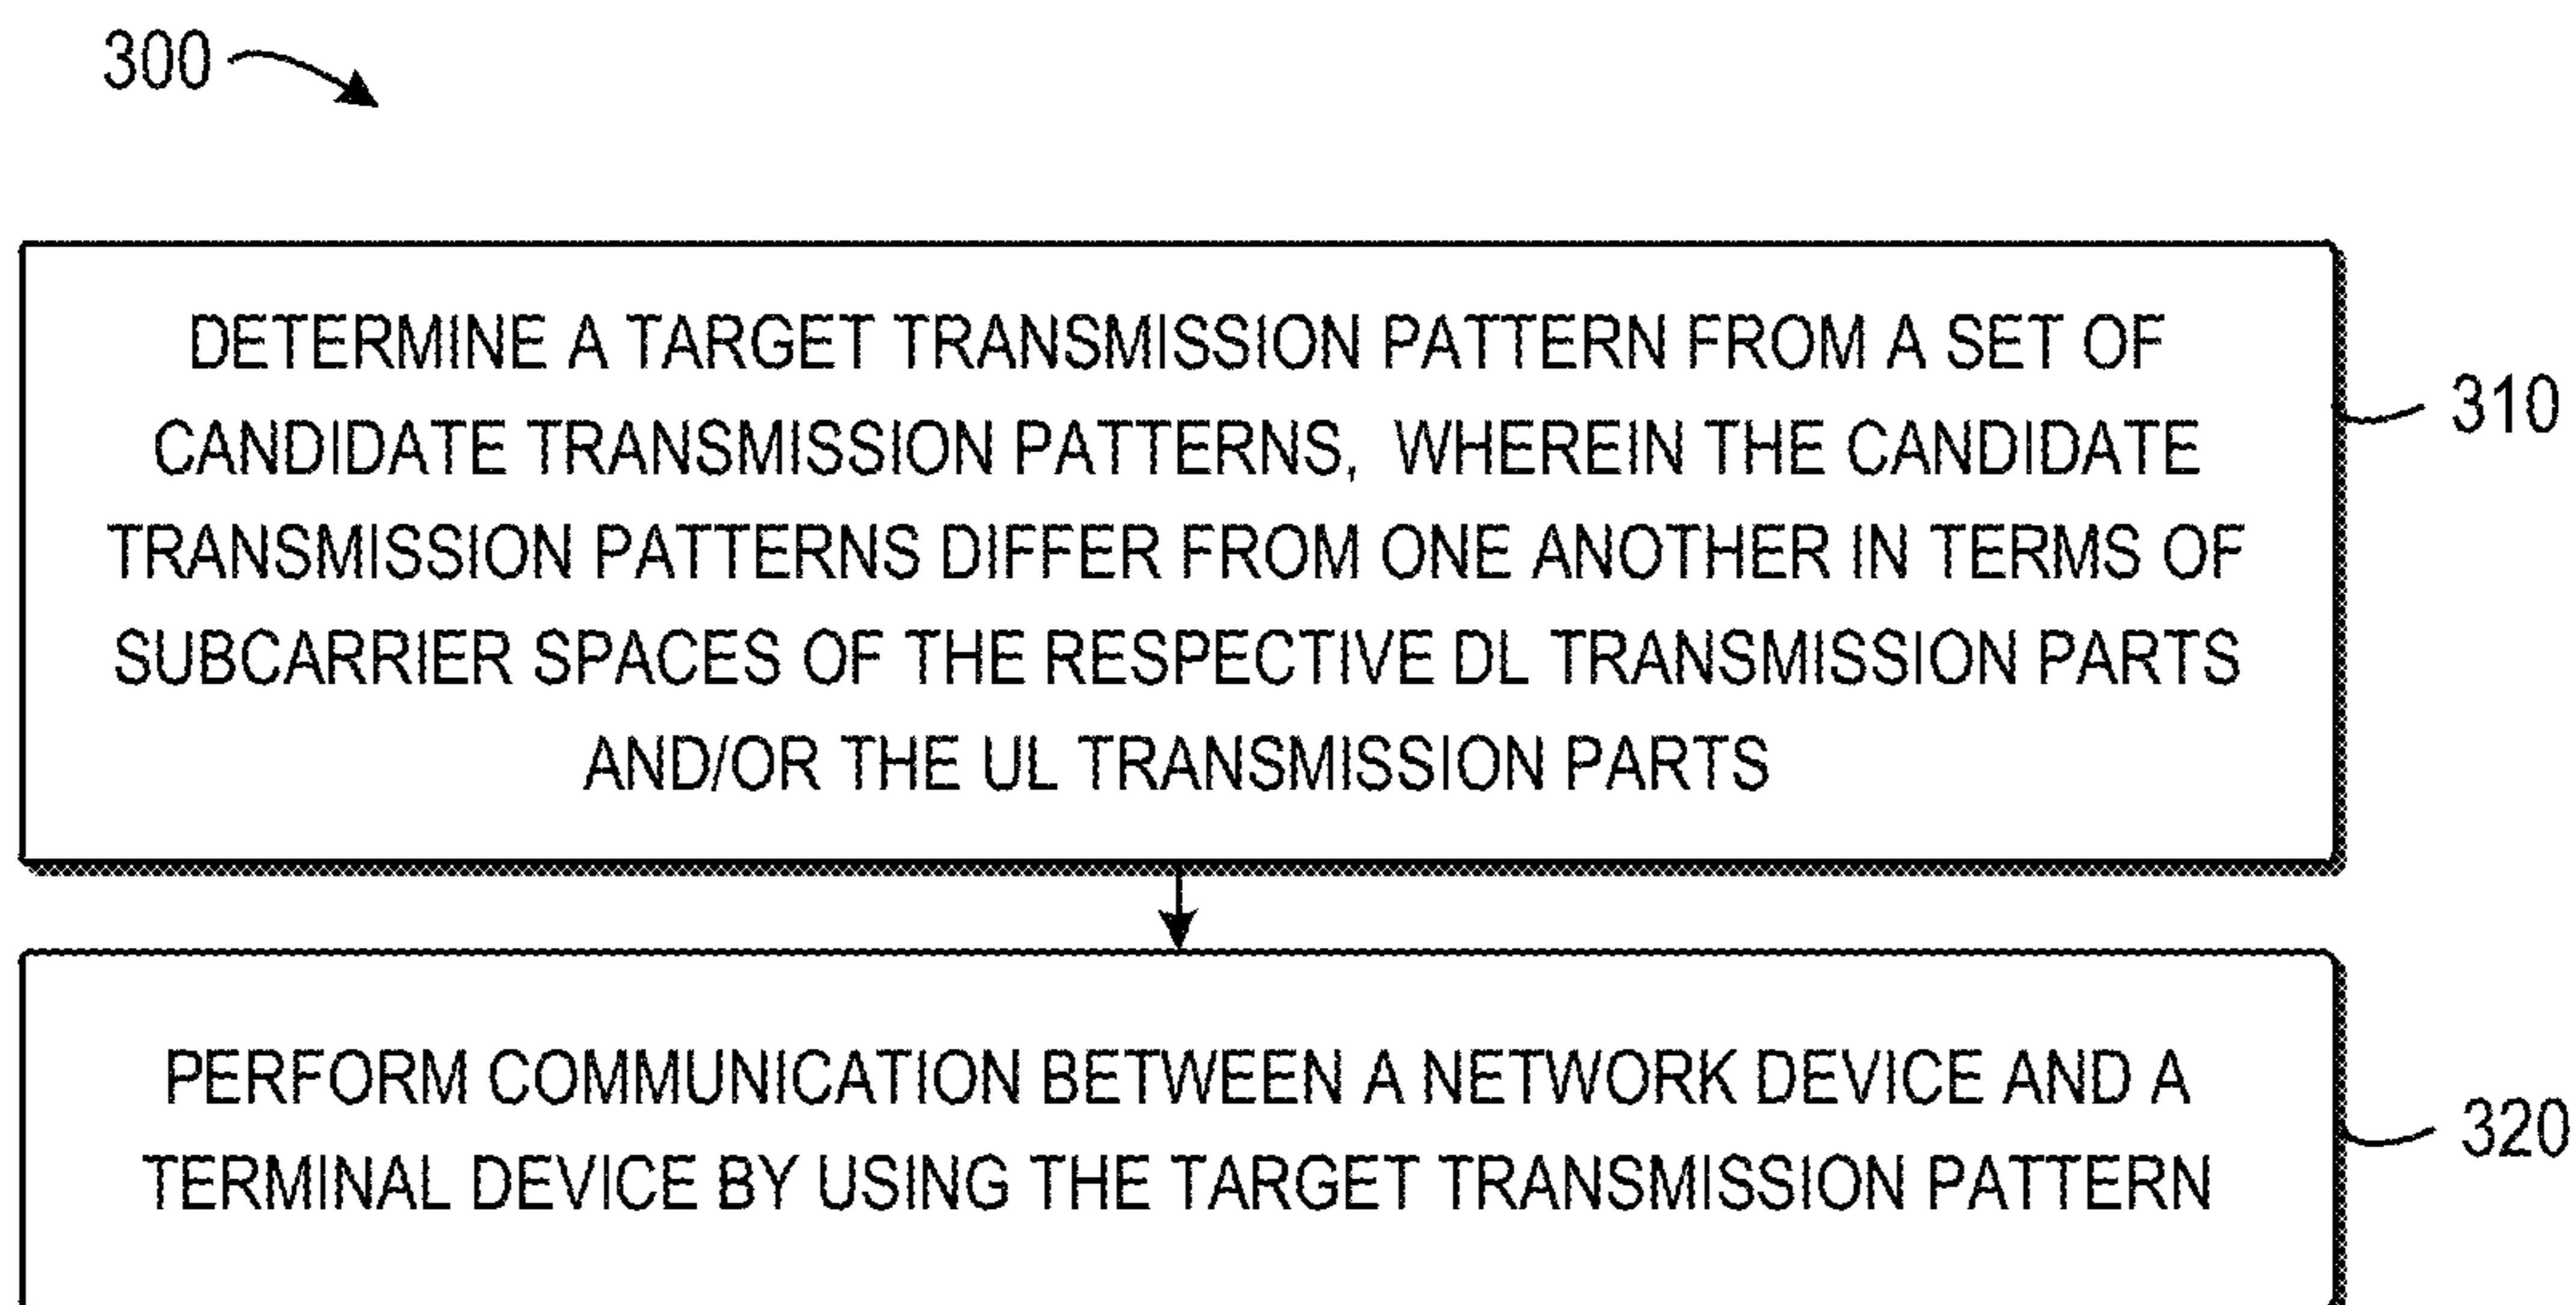 300
DETERMINE A TARGET TRANSMISSION PATTERN FROM A SET OF
CANDIDATE TRANSMISSION PATTERNS, WHEREIN THE CANDIDATE
TRANSMISSION PATTERNS DIFFER FROM ONE ANOTHER IN TERMS OF
SUBCARRIER SPACES OF THE RESPECTIVE DL TRANSMISSION PARTS
AND/OR THE UL TRANSMISSION PARTS
310
PERFORM COMMUNICATION BETWEEN A NETWORK DEVICE AND A
TERMINAL DEVICE BY USING THE TARGET TRANSMISSION PATTERN
320